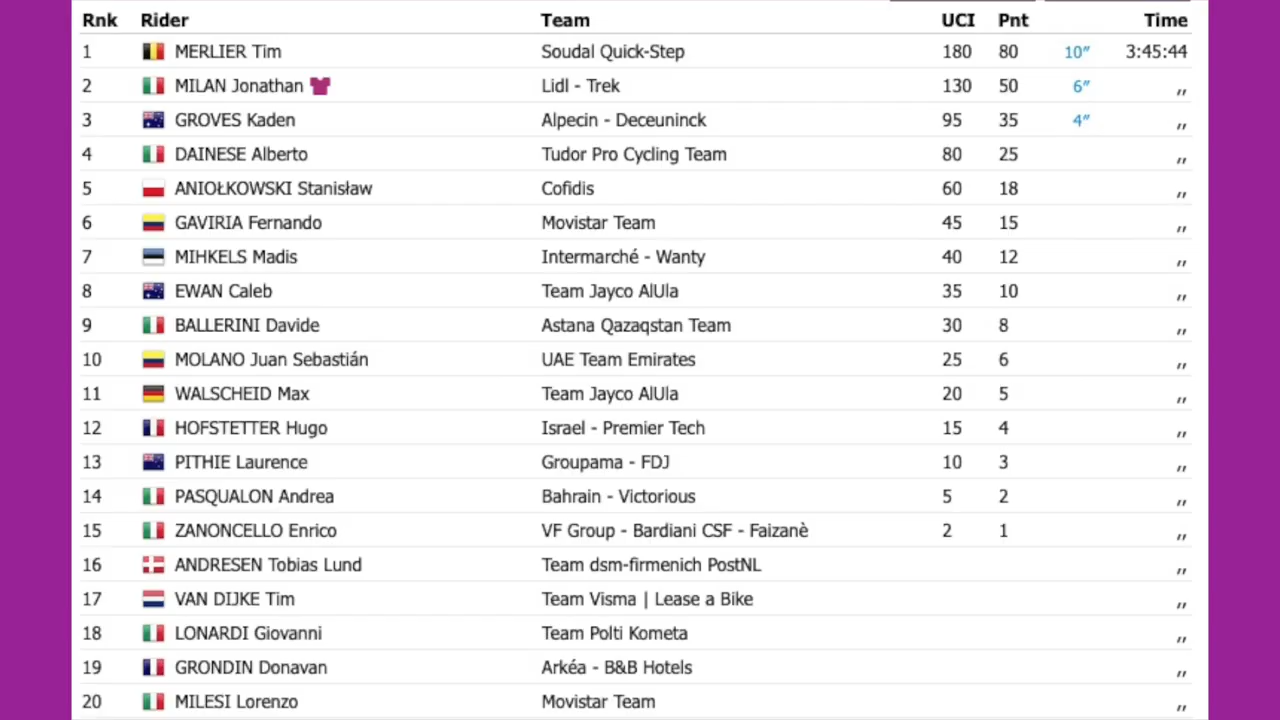 Rnk Rider Team UCI Pnt Time
1 MERLIER Tim Soudal Quick-Step 180 80 10″ 3:45:44
2 MILAN Jonathan Lidl - Trek 130 50 6″ ,,
3 GROVES Kaden Alpecin - Deceuninck 95 35 4″ ,,
4 DAINESE Alberto Tudor Pro Cycling Team 80 25 ,,
5 ANIOŁKOWSKI Stanisław Cofidis 60 18 ,,
6 GAVIRIA Fernando Movistar Team 45 15 ,,
7 MIHKELS Madis Intermarché - Wanty 40 12 ,,
8 EWAN Caleb Team Jayco AlUla 35 10 ,,
9 BALLERINI Davide Astana Qazaqstan Team 30 8 ,,
10 MOLANO Juan Sebastián UAE Team Emirates 25 6 ,,
11 WALSCHEID Max Team Jayco AlUla 20 5 ,,
12 HOFSTETTER Hugo Israel - Premier Tech 15 4 ,,
13 PITHIE Laurence Groupama - FDJ 10 3 ,,
14 PASQUALON Andrea Bahrain - Victorious 5 2 ,,
15 ZANONCELLO Enrico VF Group - Bardiani CSF - Faizanè 2 1 ,,
16 ANDRESEN Tobias Lund Team dsm-firmenich PostNL ,,
17 VAN DIJKE Tim Team Visma | Lease a Bike ,,
18 LONARDI Giovanni Team Polti Kometa ,,
19 GRONDIN Donavan Arkéa - B&B Hotels ,,
20 MILESI Lorenzo Movistar Team ,,